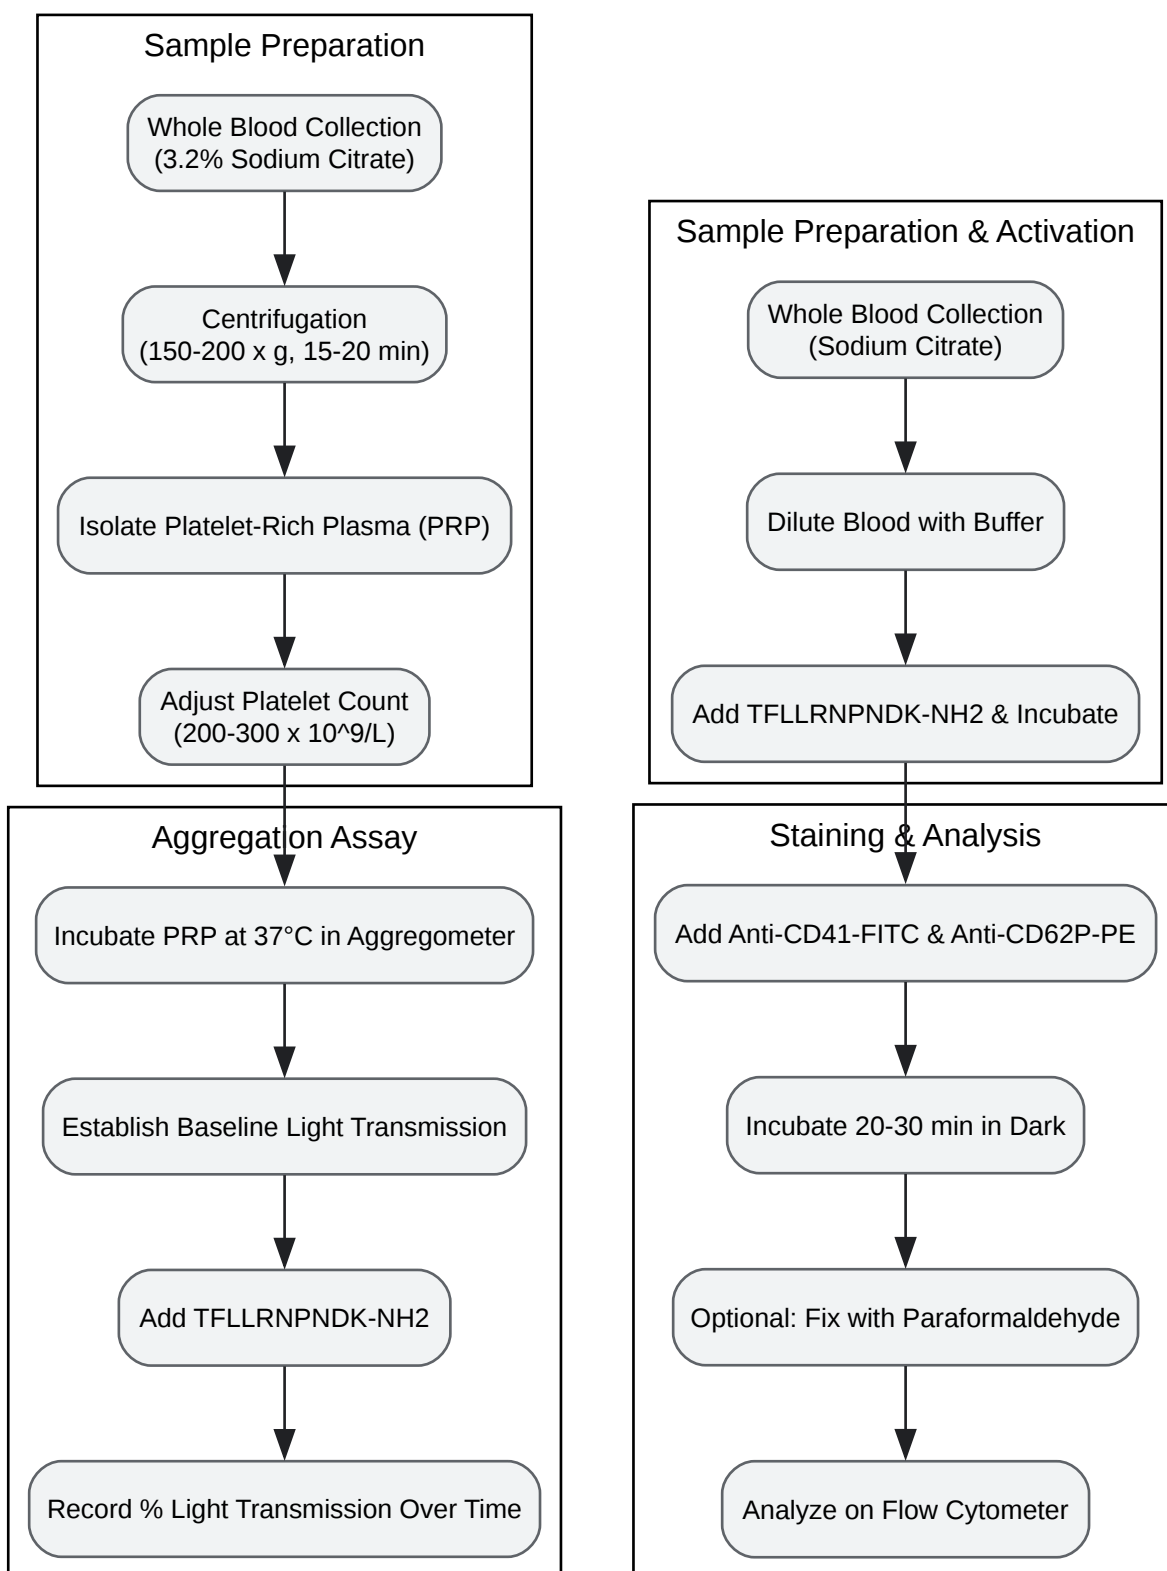 Sample Preparation
Whole Blood Collection
(3.2% Sodium Citrate)
Centrifugation
(150-200 x g, 15-20 min)
Isolate Platelet-Rich Plasma (PRP)
Adjust Platelet Count
(200-300 x 10^9/L)
Aggregation Assay
Incubate PRP at 37°C in Aggregometer
Establish Baseline Light Transmission
Add TFLLRNPNDK-NH2
Record % Light Transmission Over Time
Sample Preparation & Activation
Whole Blood Collection
(Sodium Citrate)
Dilute Blood with Buffer
Add TFLLRNPNDK-NH2 & Incubate
Staining & Analysis
Add Anti-CD41-FITC & Anti-CD62P-PE
Incubate 20-30 min in Dark
Optional: Fix with Paraformaldehyde
Analyze on Flow Cytometer